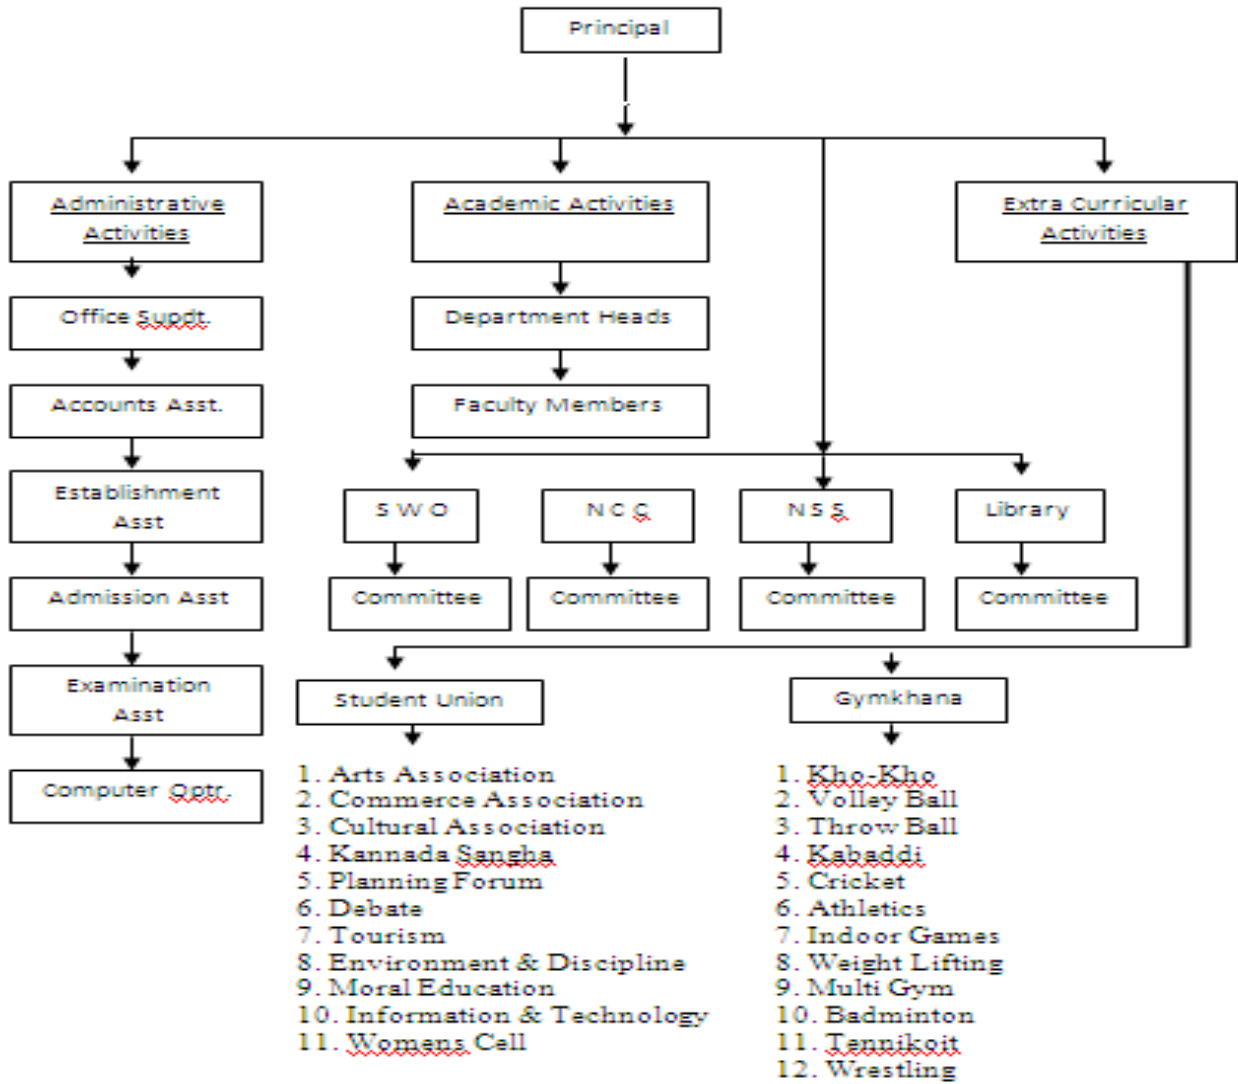 Principal
Administrative
Activities
Academic Activities
Extra Curricular
Activities
Office Supdt.
Department Heads
Accounts Asst.
Faculty Members
Establishment
Asst
S W O
N C C
N S S
Library
Admission Asst
Committee
Committee
Committee
Committee
Examination
Asst
Student Union
Gymkhana
Computer Optr.
1. Arts Association
2. Commerce Association
3. Cultural Association
4. Kannada Sangha
5. Planning Forum
6. Debate
7. Tourism
8. Environment & Discipline
9. Moral Education
10. Information & Technology
11. Womens Cell
1. Kho-Kho
2. Volley Ball
3. Throw Ball
4. Kabaddi
5. Cricket
6. Athletics
7. Indoor Games
8. Weight Lifting
9. Multi Gym
10. Badminton
11. Tennikoit
12. Wrestling